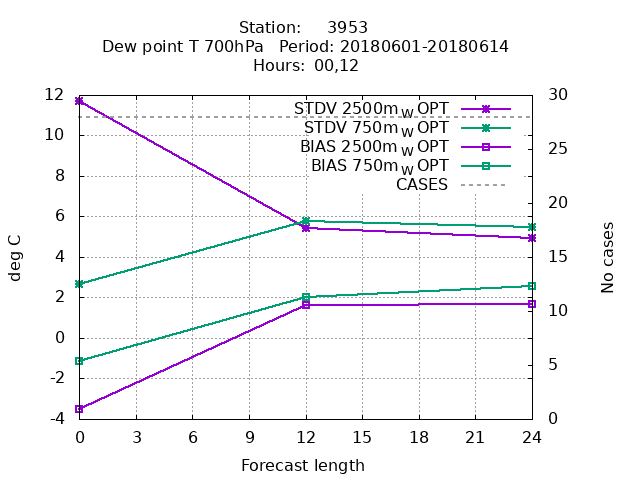 Station: 3953
Dew point T 700hPa Period: 20180601-20180614
Hours: 00,12
12 30
STDV 2500m W OPT
STDV 750m W OPT
10 25
BIAS 2500m W OPT
BIAS 750m W OPT
8
CASES
20
6
4 15
deg C No cases
2
10
0
5
-2
-4 0
0 3 6 9 12 15 18 21 24
Forecast length